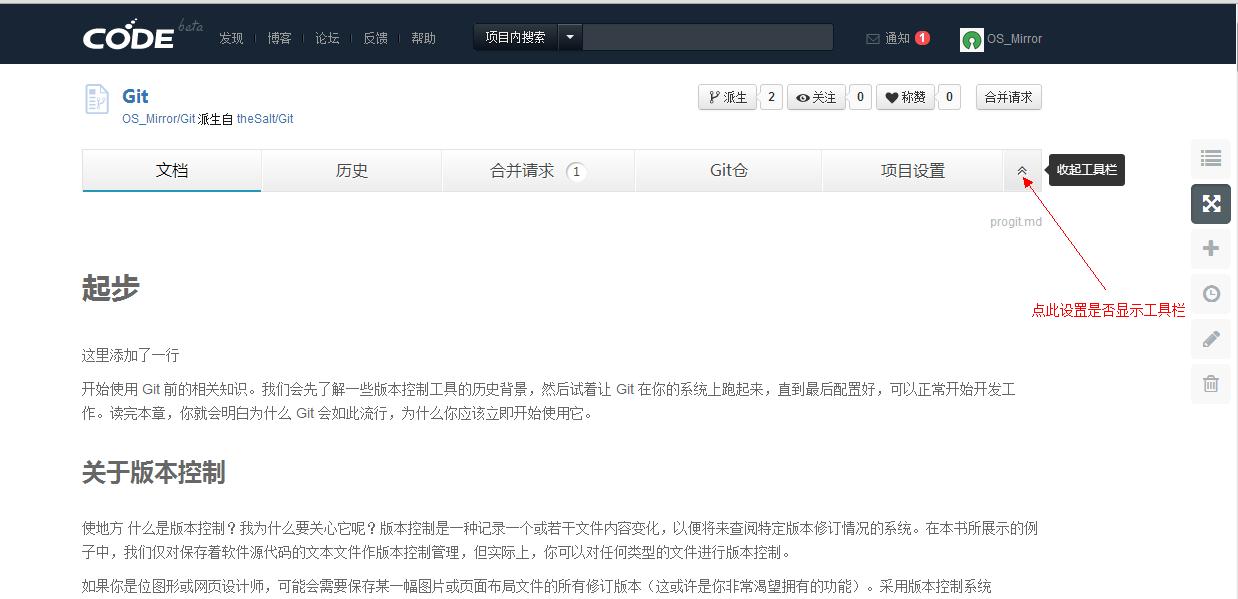 CODE beta 发现 博客 论坛 反馈 帮助 项目内搜索 通知 1 OS_Mirror
Git 派生 2 关注 0 称赞 0 合并请求
OS_Mirror/Git 派生自 theSalt/Git
文档 历史 合并请求 1 Git仓 项目设置 收起工具栏
progit.md
起步
点此设置是否显示工具栏
这里添加了一行
开始使用 Git 前的相关知识。我们会先了解一些版本控制工具的历史背景，然后试着让 Git 在你的系统上跑起来，直到最后配置好，可以正常开始开发工
作。读完本章，你就会明白为什么 Git 会如此流行，为什么你应该立即开始使用它。
关于版本控制
使地方 什么是版本控制？我为什么要关心它呢？版本控制是一种记录一个或若干文件内容变化，以便将来查阅特定版本修订情况的系统。在本书所展示的例
子中，我们仅对保存着软件源代码的文本文件作版本控制管理，但实际上，你可以对任何类型的文件进行版本控制。
如果你是位图形或网页设计师，可能会需要保存某一幅图片或页面布局文件的所有修订版本（这或许是你非常渴望拥有的功能）。采用版本控制系统